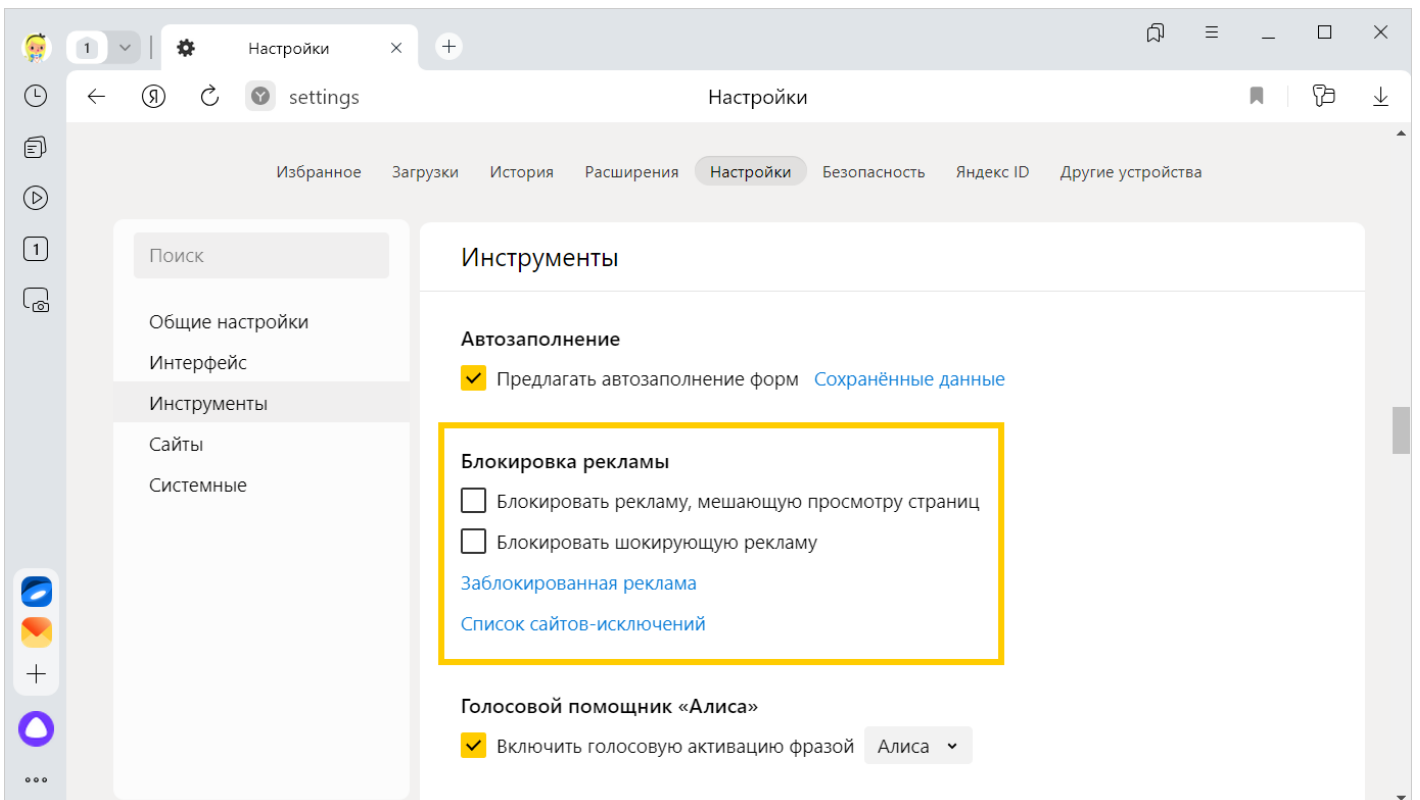 1
Настройки
Я
settings
Настройки
Избранное Загрузки История Расширения Настройки Безопасность Яндекс ID Другие устройства
1
Поиск
Общие настройки
Интерфейс
Инструменты
Сайты
Системные
Инструменты
Автозаполнение
Предлагать автозаполнение форм Сохранённые данные
Блокировка рекламы
Блокировать рекламу, мешающую просмотру страниц
Блокировать шокирующую рекламу
Заблокированная реклама
Список сайтов-исключений
Голосовой помощник «Алиса»
Включить голосовую активацию фразой Алиса